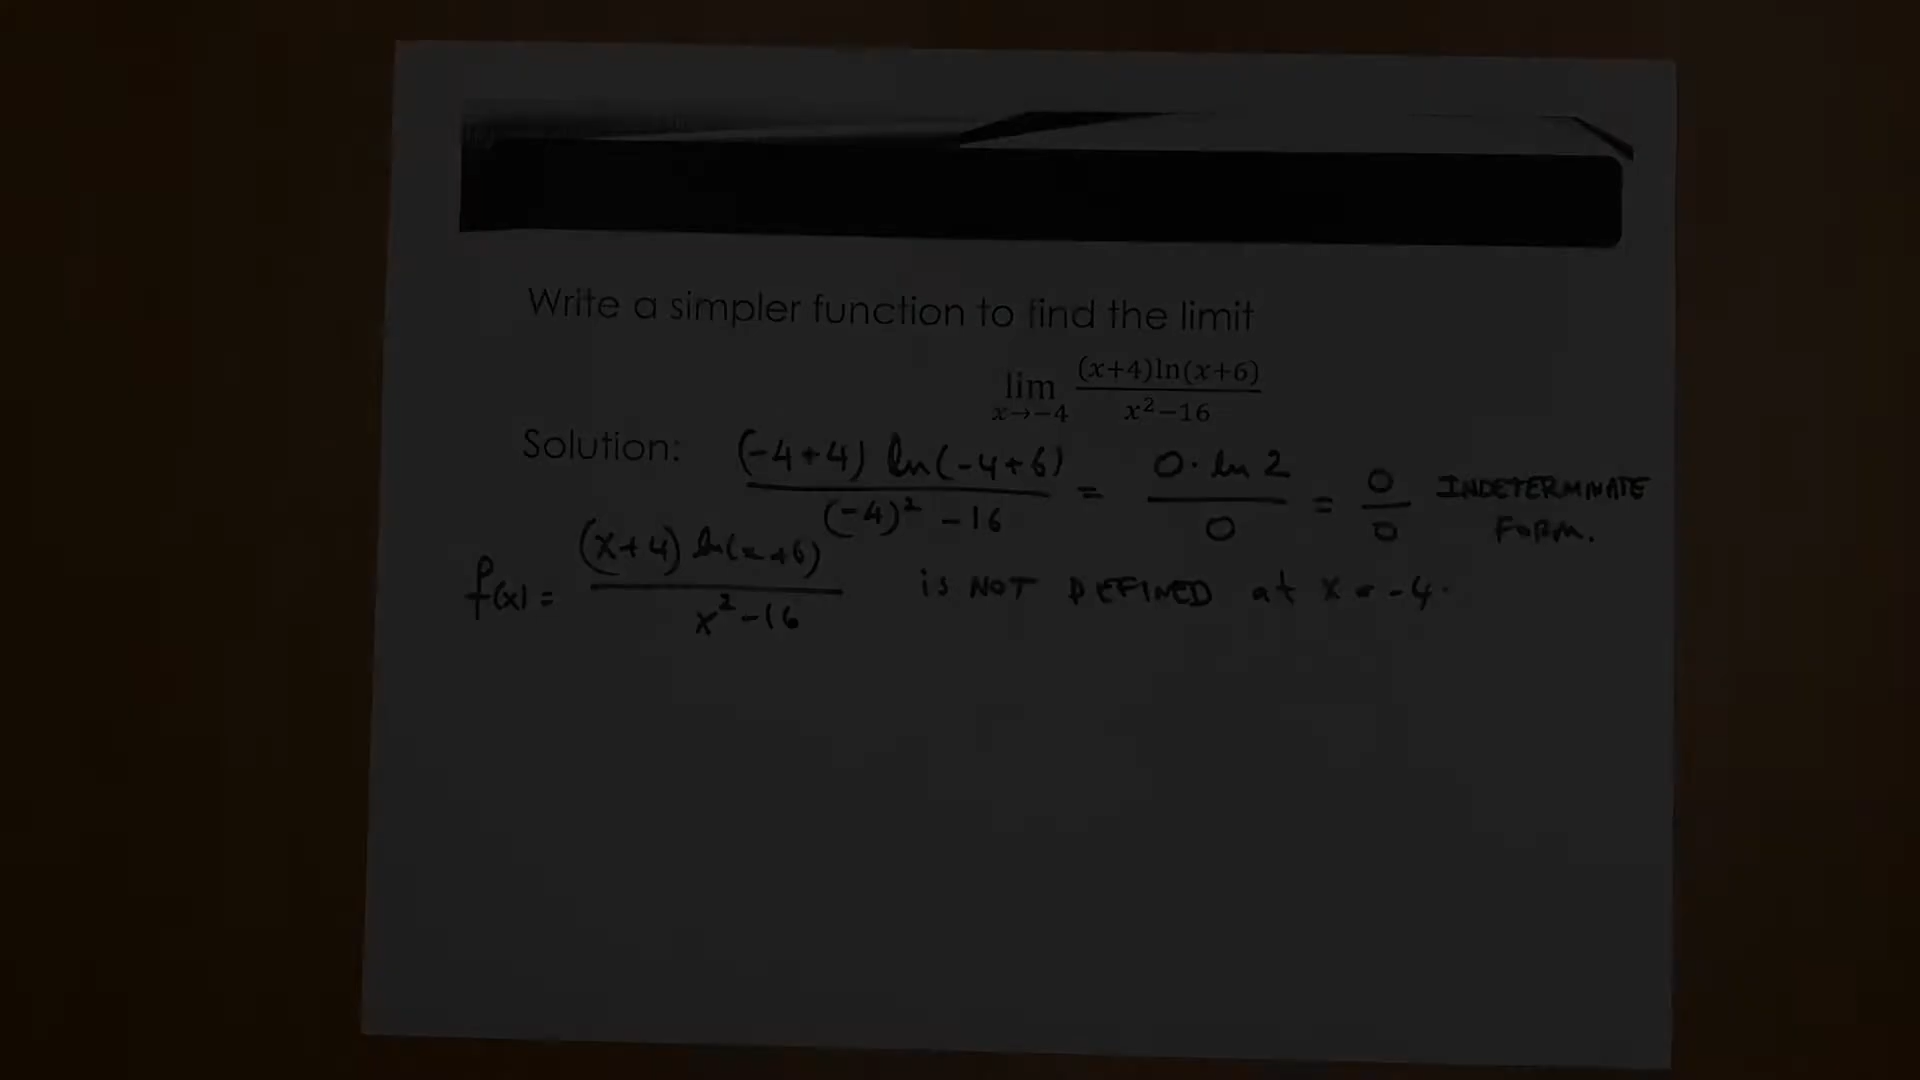 Write a simpler function to find the limit
lim x→-4 (x+4)ln(x+6) / x²-16
Solution: (-4+4) ln(-4+6) / (-4)² - 16 = 0 · ln 2 / 0 = 0 / 0 INDETERMINATE FORM.
f(x) = (x+4) ln(x+6) / x² - 16 is NOT DEFINED at x = -4.